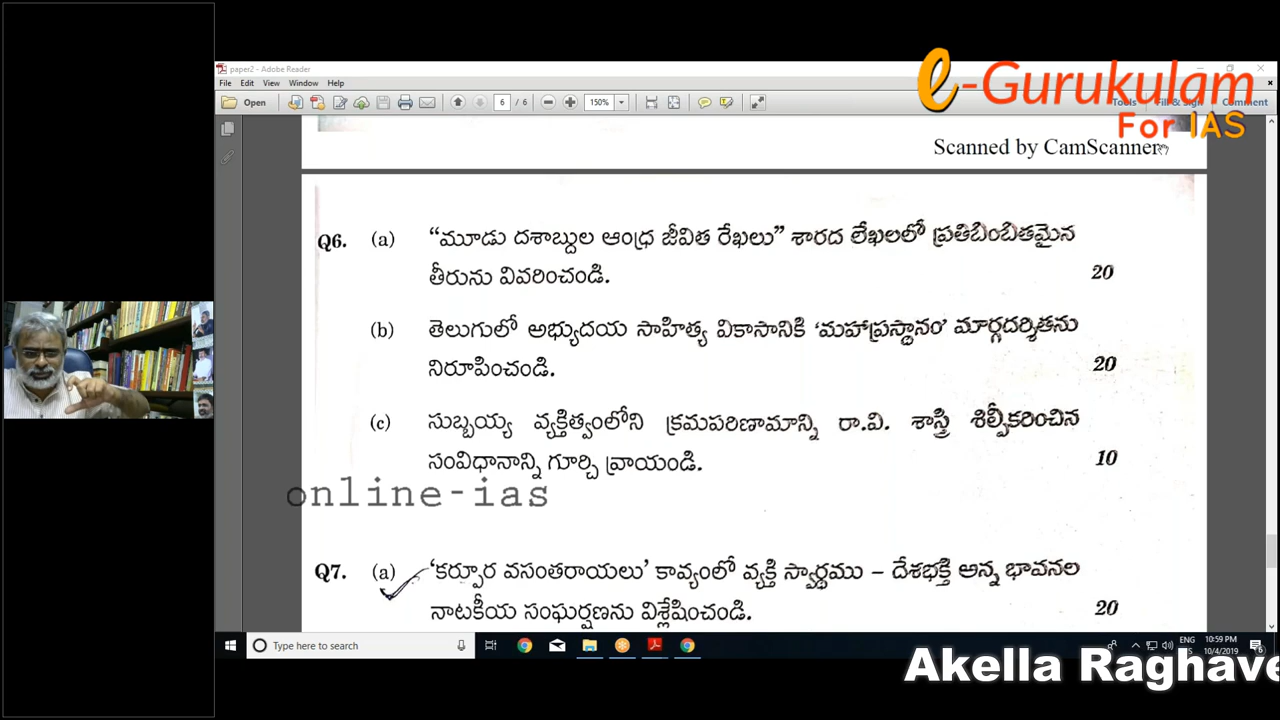 e-Gurukulam
For IAS
paper2 - Adobe Reader
File Edit View Window Help
Open 6 / 6 150% Tools Fill & Sign Comment
Scanned by CamScanner
Q6. (a) “మూడు దశాబ్దుల ఆంధ్ర జీవిత రేఖలు” శారద లేఖలలో ప్రతిబింబితమైన
తీరును వివరించండి. 20
(b) తెలుగులో అభ్యుదయ సాహిత్య వికాసానికి ‘మహాప్రస్థానం’ మార్గదర్శితను
నిరూపించండి. 20
(c) సుబ్బయ్య వ్యక్తిత్వంలోని క్రమపరిణామాన్ని రా.వి. శాస్త్రి శిల్పీకరించిన
సంవిధానాన్ని గూర్చి వ్రాయండి. 10
online-ias
Q7. (a) ‘కర్పూర వసంతరాయలు’ కావ్యంలో వ్యక్తి స్వార్థము – దేశభక్తి అన్న భావనల
నాటకీయ సంఘర్షణను విశ్లేషించండి. 20
Type here to search
ENG 10:59 PM
10/4/2019
Akella Raghave